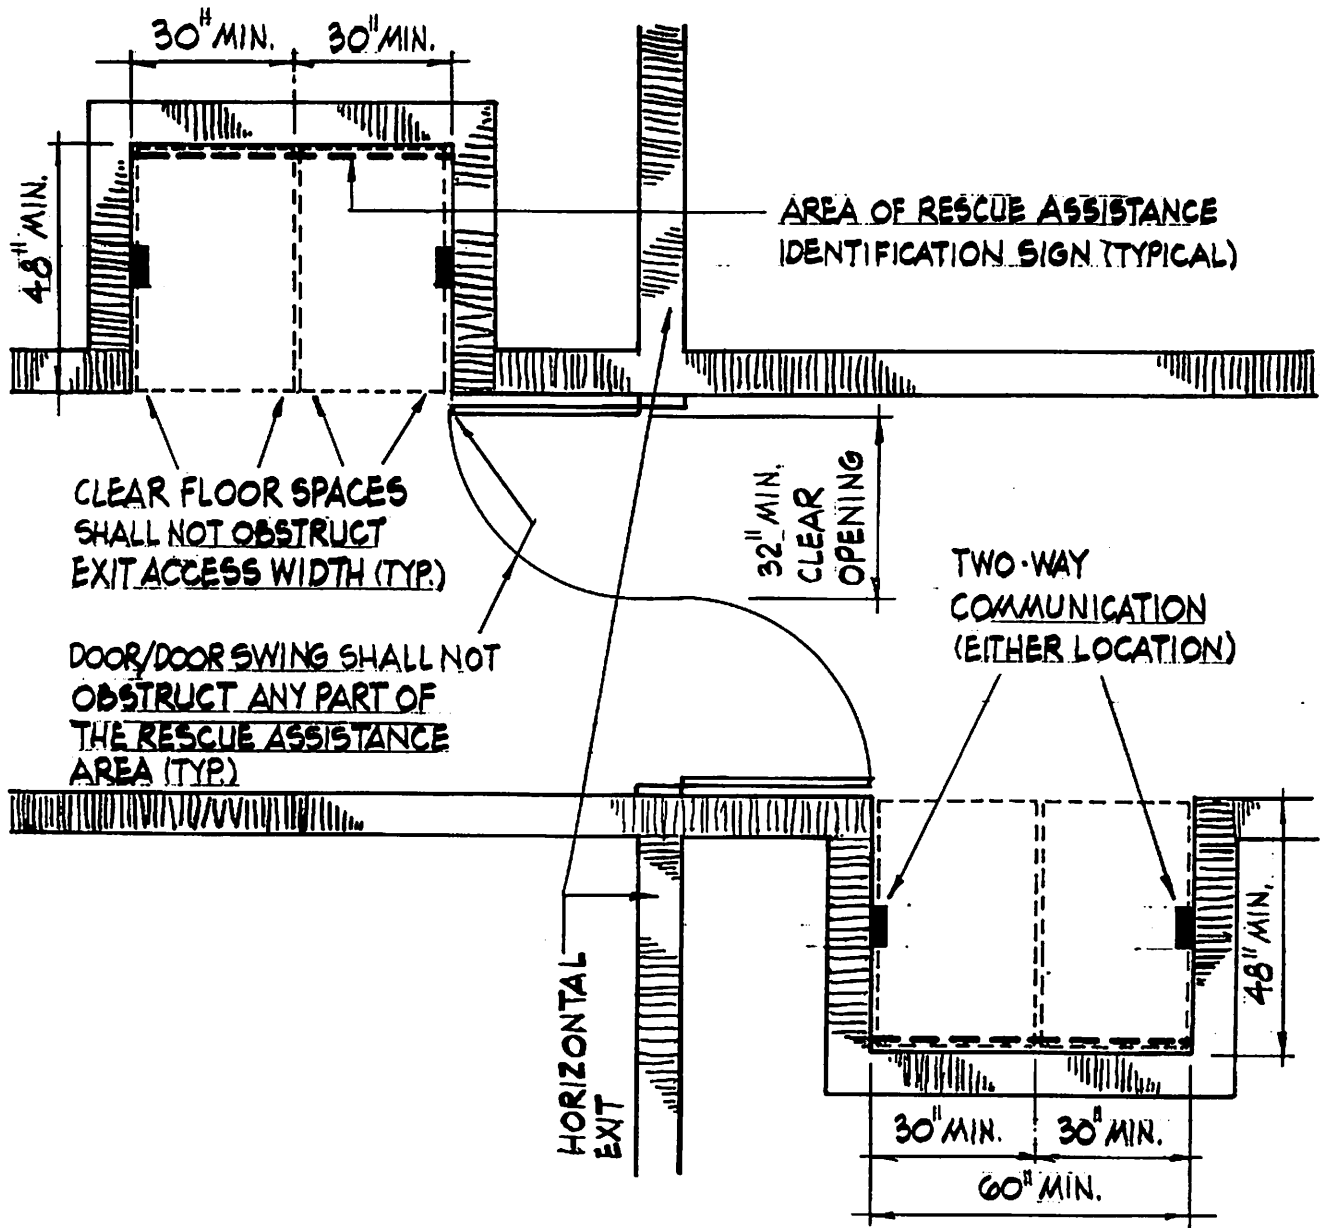 30" MIN.
30" MIN.
48" MIN.
AREA OF RESCUE ASSISTANCE
IDENTIFICATION SIGN (TYPICAL)
CLEAR FLOOR SPACES
SHALL NOT OBSTRUCT
EXIT ACCESS WIDTH (TYP.)
32" MIN.
CLEAR
OPENING
TWO-WAY
COMMUNICATION
(EITHER LOCATION)
DOOR/DOOR SWING SHALL NOT
OBSTRUCT ANY PART OF
THE RESCUE ASSISTANCE
AREA (TYP.)
HORIZONTAL
EXIT
48" MIN.
30" MIN.
30" MIN.
60" MIN.